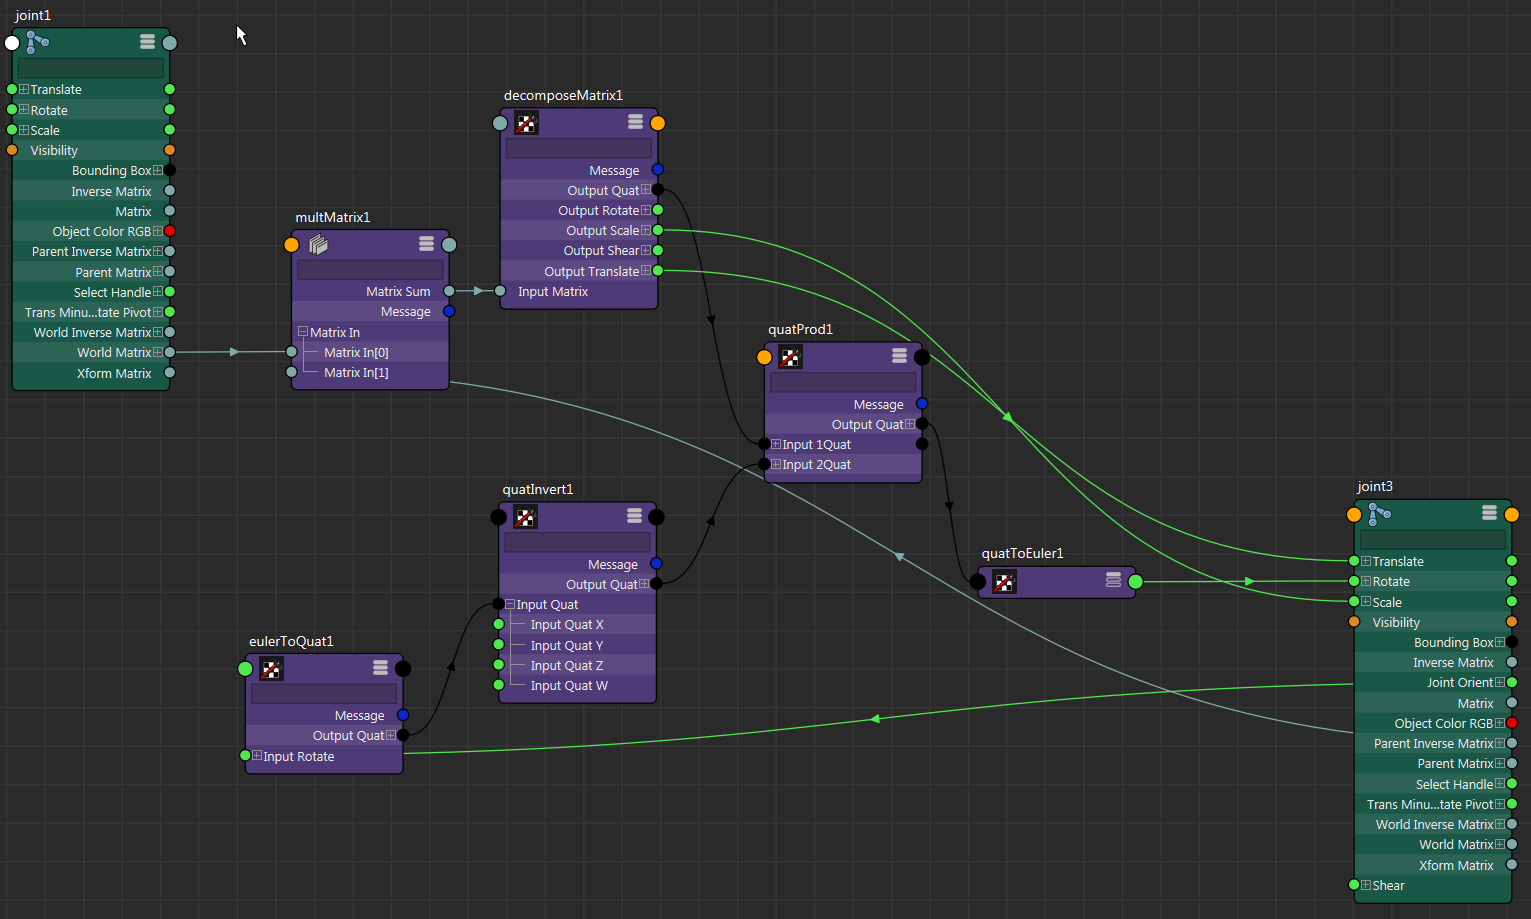 joint1
Translate
Rotate
Scale
Visibility
Bounding Box
Inverse Matrix
Matrix
Object Color RGB
Parent Inverse Matrix
Parent Matrix
Select Handle
Trans Minu...tate Pivot
World Inverse Matrix
World Matrix
Xform Matrix
multMatrix1
Matrix Sum
Message
Matrix In
Matrix In[0]
Matrix In[1]
decomposeMatrix1
Message
Output Quat
Output Rotate
Output Scale
Output Shear
Output Translate
Input Matrix
quatProd1
Message
Output Quat
Input 1Quat
Input 2Quat
quatInvert1
Message
Output Quat
Input Quat
Input Quat X
Input Quat Y
Input Quat Z
Input Quat W
eulerToQuat1
Message
Output Quat
Input Rotate
quatToEuler1
joint3
Translate
Rotate
Scale
Visibility
Bounding Box
Inverse Matrix
Joint Orient
Matrix
Object Color RGB
Parent Inverse Matrix
Parent Matrix
Select Handle
Trans Minu...tate Pivot
World Inverse Matrix
World Matrix
Xform Matrix
Shear